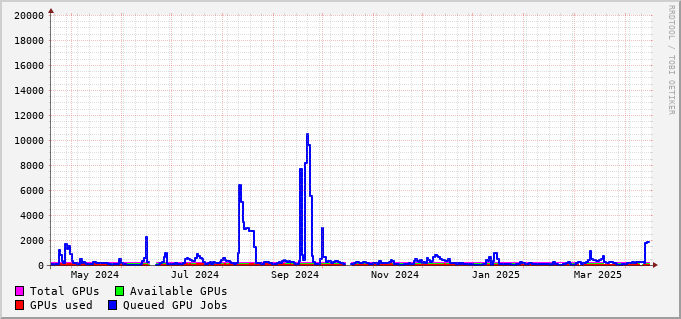 20000
18000
16000
14000
12000
10000
8000
6000
4000
2000
0
May 2024 Jul 2024 Sep 2024 Nov 2024 Jan 2025 Mar 2025
Total GPUs Available GPUs
GPUs used Queued GPU Jobs
RRDTOOL / TOBI OETIKER